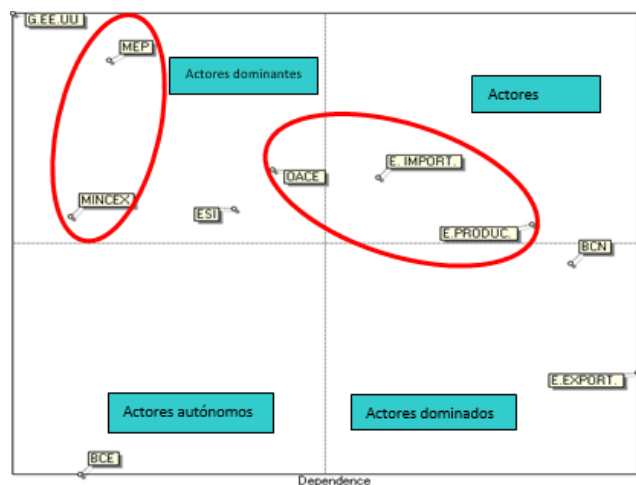 G.EE.UU
MEP
Actores dominantes
Actores
OACE
E. IMPORT.
MINCEX
ESI
E.PRODUC.
BCN
E.EXPORT.
Actores autónomos
Actores dominados
BCE
Dependence